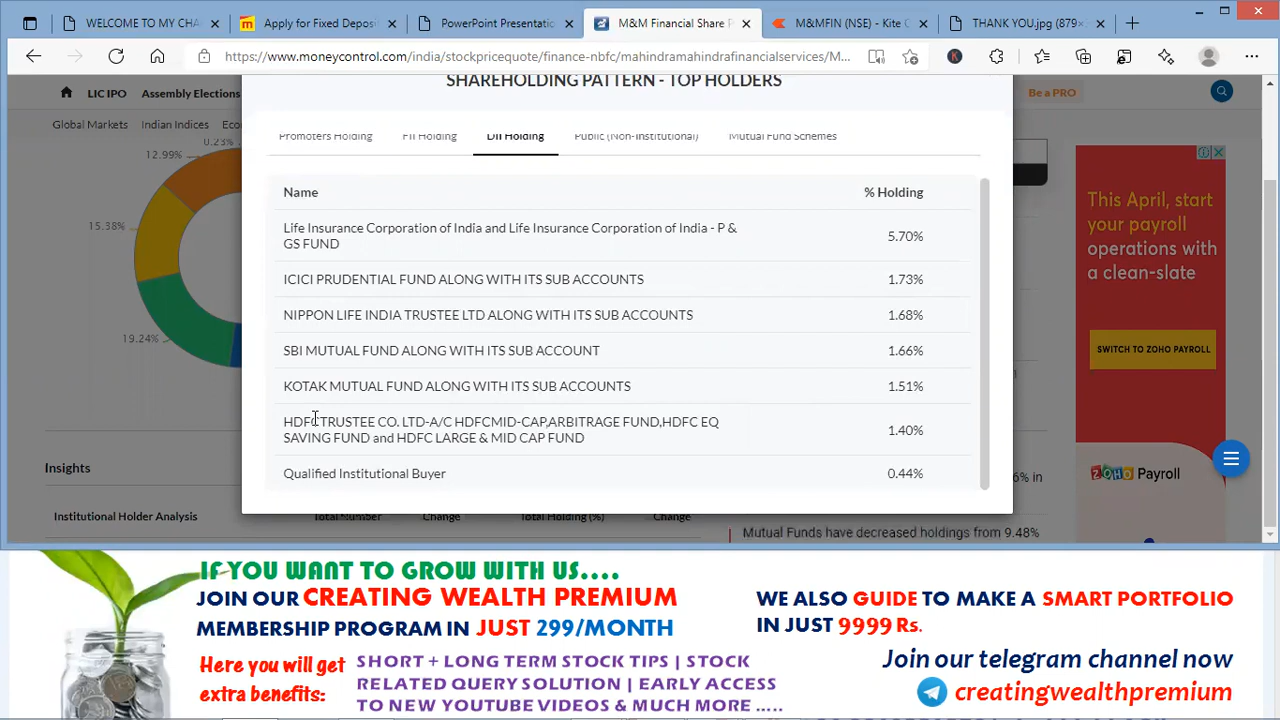 WELCOME TO MY CHA
Apply for Fixed Depos
PowerPoint Presentatio
M&M Financial Share P
M&MFIN (NSE) - Kite C
THANK YOU.jpg (879×
https://www.moneycontrol.com/india/stockpricequote/finance-nbfc/mahindramahindrafinancialservices/M...
SHAREHOLDING PATTERN - TOP HOLDERS
LIC IPO
Assembly Elections
Be a PRO
Global Markets
Indian Indices
Eco
Promoters Holding
FII Holding
DII Holding
Public (Non-Institutional)
Mutual Fund Schemes
0.23%
12.99%
15.38%
19.24%
Name
% Holding
Life Insurance Corporation of India and Life Insurance Corporation of India - P &
GS FUND
5.70%
ICICI PRUDENTIAL FUND ALONG WITH ITS SUB ACCOUNTS
1.73%
NIPPON LIFE INDIA TRUSTEE LTD ALONG WITH ITS SUB ACCOUNTS
1.68%
SBI MUTUAL FUND ALONG WITH ITS SUB ACCOUNT
1.66%
KOTAK MUTUAL FUND ALONG WITH ITS SUB ACCOUNTS
1.51%
HDFC TRUSTEE CO. LTD-A/C HDFCMID-CAP,ARBITRAGE FUND,HDFC EQ
SAVING FUND and HDFC LARGE & MID CAP FUND
1.40%
Qualified Institutional Buyer
0.44%
This April, start
your payroll
operations with
a clean-slate
SWITCH TO ZOHO PAYROLL
ZOHO Payroll
Insights
6% in
Institutional Holder Analysis
Total Number
Change
Total Holding (%)
Change
Mutual Funds have decreased holdings from 9.48%
IF YOU WANT TO GROW WITH US....
JOIN OUR CREATING WEALTH PREMIUM
MEMBERSHIP PROGRAM IN JUST 299/MONTH
Here you will get
extra benefits:
SHORT + LONG TERM STOCK TIPS | STOCK
RELATED QUERY SOLUTION | EARLY ACCESS
TO NEW YOUTUBE VIDEOS & MUCH MORE .....
WE ALSO GUIDE TO MAKE A SMART PORTFOLIO
IN JUST 9999 Rs.
Join our telegram channel now
creatingwealthpremium